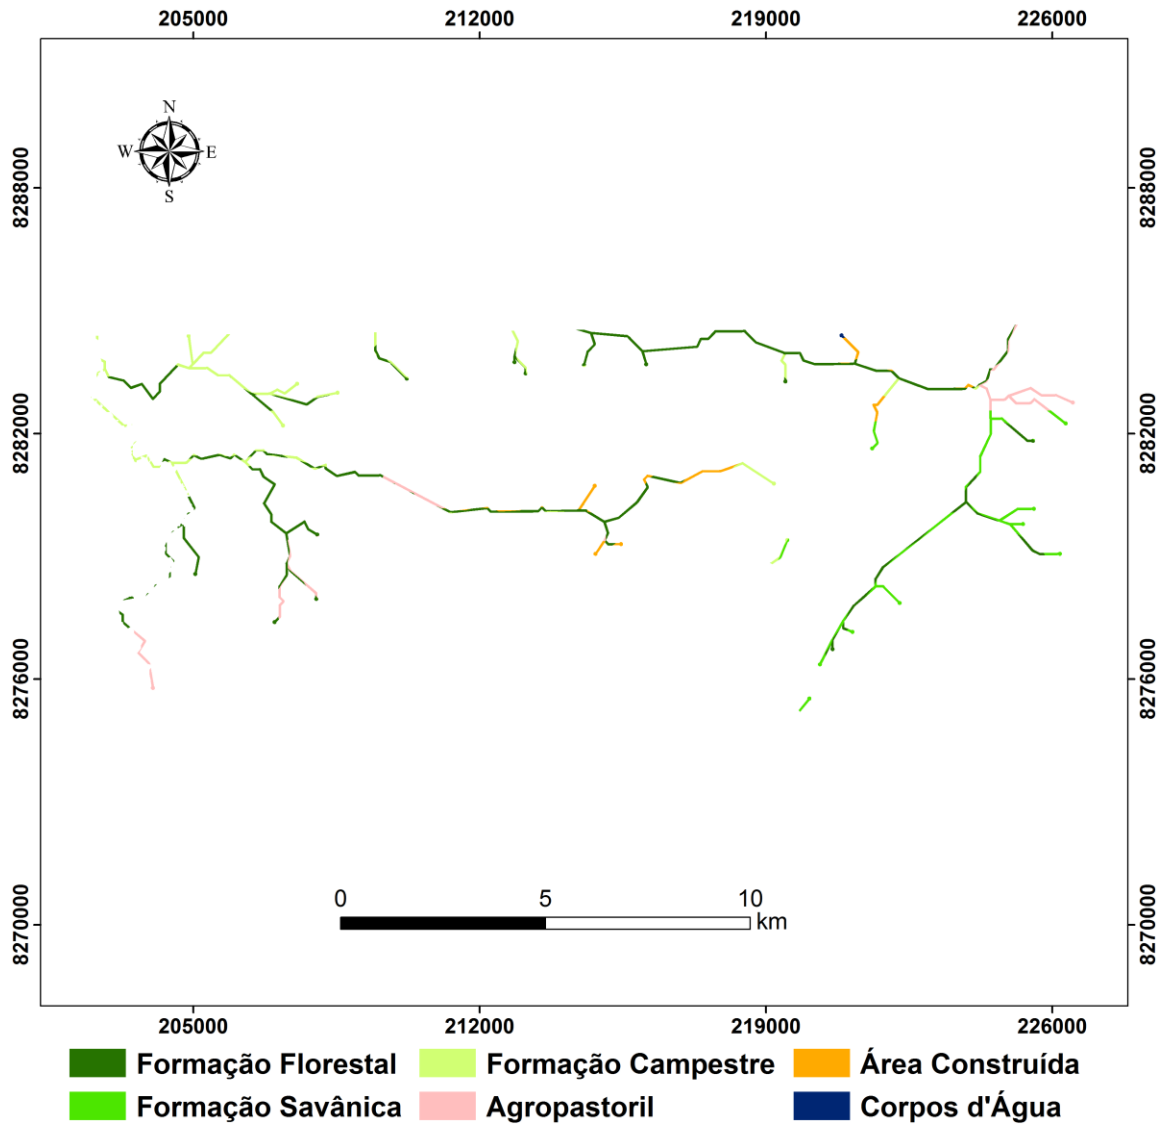 205000 212000 219000 226000
N
W E
S
8288000 8288000
8282000 8282000
8276000 8276000
8270000 8270000
0 5 10
km
205000 212000 219000 226000
Formação Florestal Formação Campestre Área Construída
Formação Savânica Agropastoril Corpos d'Água